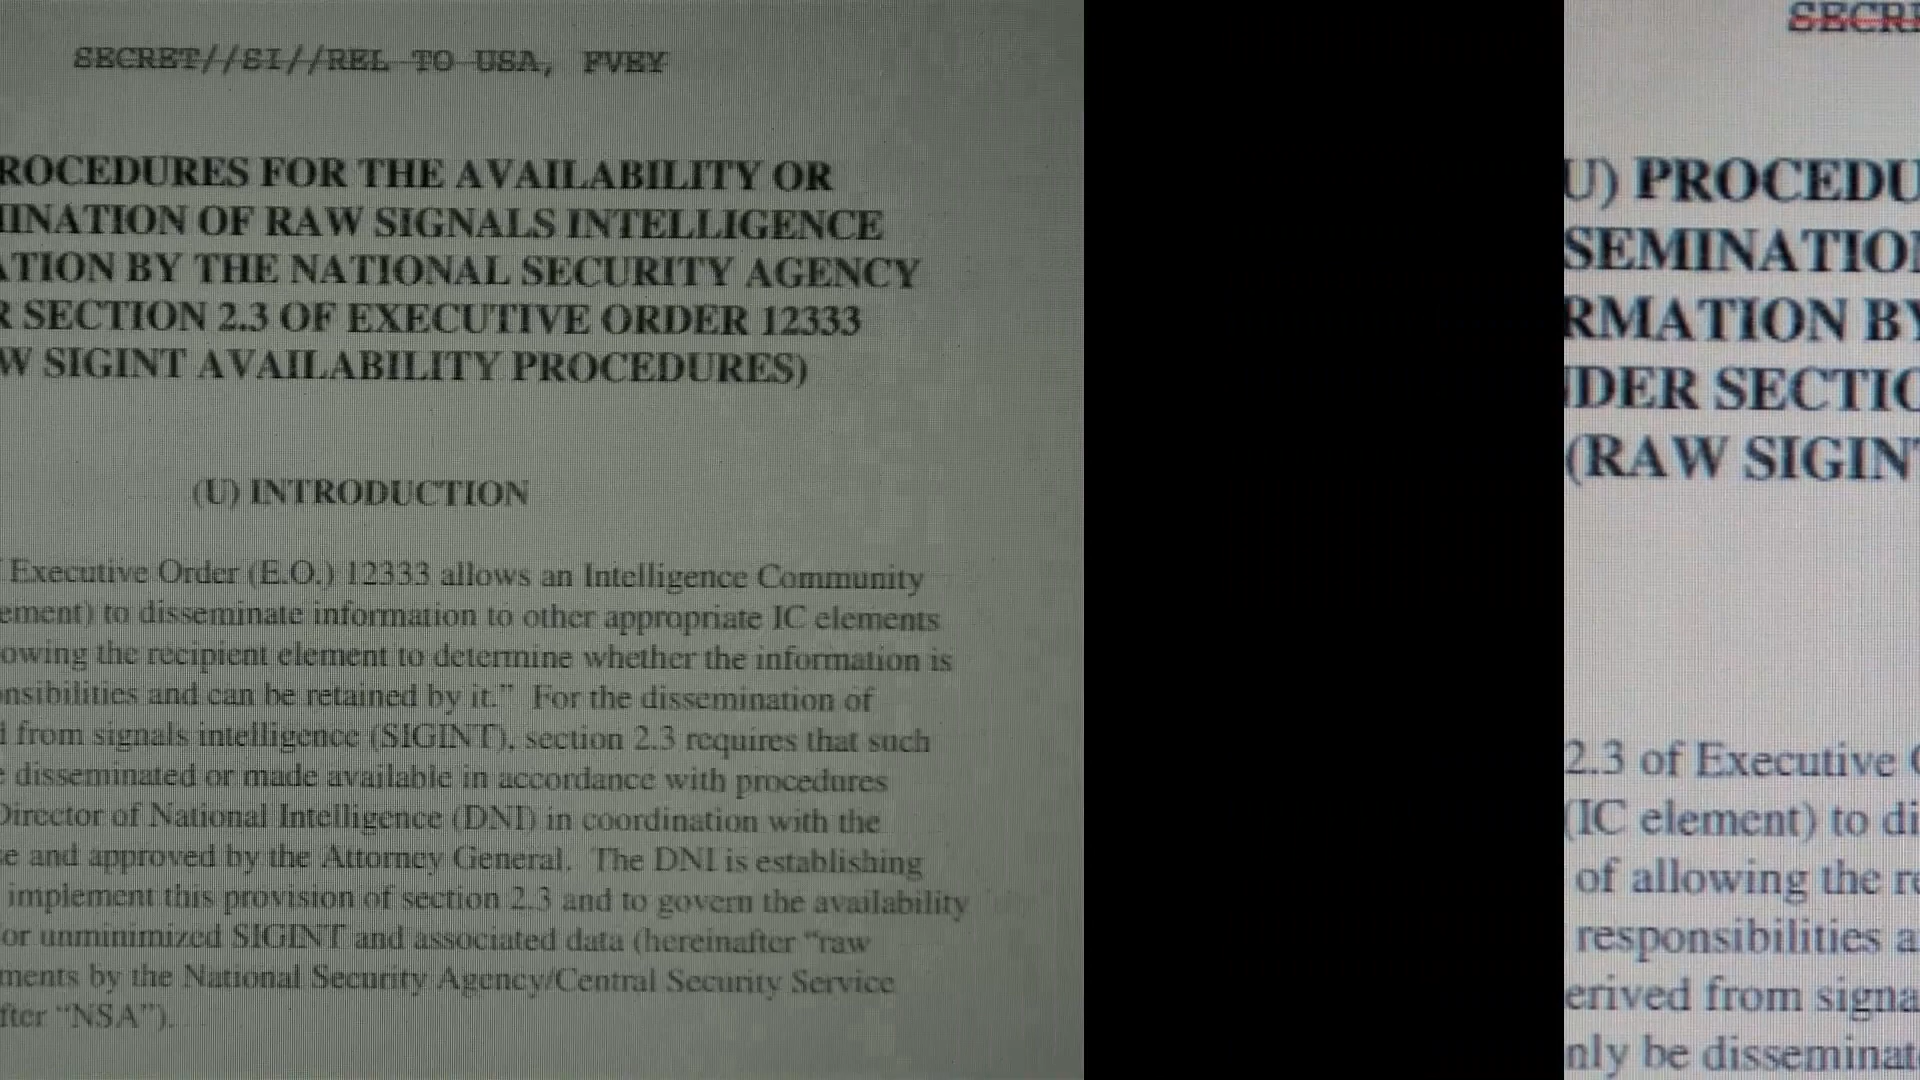 SECRET//SI//REL TO USA, FVEY
ROCEDURES FOR THE AVAILABILITY OR
INATION OF RAW SIGNALS INTELLIGENCE
ATION BY THE NATIONAL SECURITY AGENCY
R SECTION 2.3 OF EXECUTIVE ORDER 12333
W SIGINT AVAILABILITY PROCEDURES)
(U) INTRODUCTION
Executive Order (E.O.) 12333 allows an Intelligence Community
ement) to disseminate information to other appropriate IC elements
owing the recipient element to determine whether the information is
nsibilities and can be retained by it." For the dissemination of
d from signals intelligence (SIGINT), section 2.3 requires that such
e disseminated or made available in accordance with procedures
Director of National Intelligence (DNI) in coordination with the
e and approved by the Attorney General. The DNI is establishing
implement this provision of section 2.3 and to govern the availability
or unminimized SIGINT and associated data (hereinafter "raw
ments by the National Security Agency/Central Security Service
fter "NSA").
SECRE
U) PROCEDU
SEMINATION
RMATION BY
NDER SECTIO
(RAW SIGINT
2.3 of Executive O
(IC element) to di
of allowing the re
responsibilities a
erived from signa
nly be disseminat